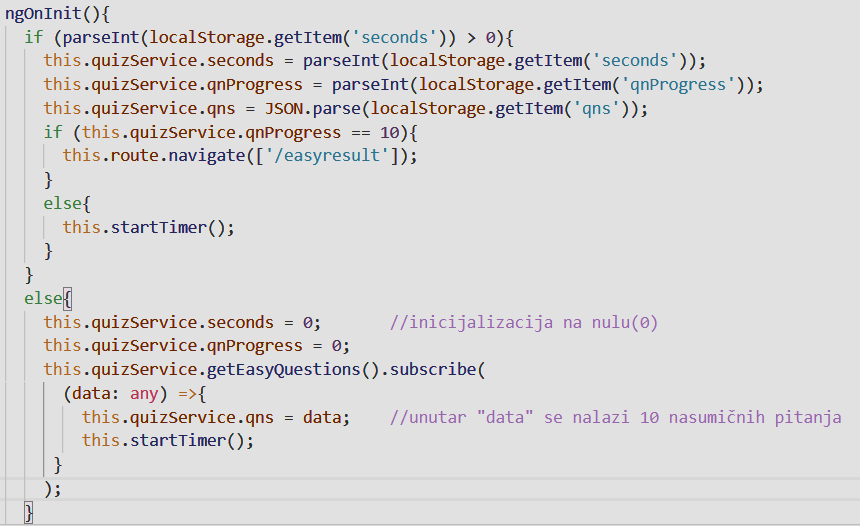 ngOnInit(){
  if (parseInt(localStorage.getItem('seconds')) > 0){
    this.quizService.seconds = parseInt(localStorage.getItem('seconds'));
    this.quizService.qnProgress = parseInt(localStorage.getItem('qnProgress'));
    this.quizService.qns = JSON.parse(localStorage.getItem('qns'));
    if (this.quizService.qnProgress == 10){
      this.route.navigate(['/easyresult']);
    }
    else{
      this.startTimer();
    }
  }
  else{
    this.quizService.seconds = 0;       //inicijalizacija na nulu(0)
    this.quizService.qnProgress = 0;
    this.quizService.getEasyQuestions().subscribe(
      (data: any) =>{
        this.quizService.qns = data;    //unutar "data" se nalazi 10 nasumičnih pitanja
        this.startTimer();
     }
    );
  }